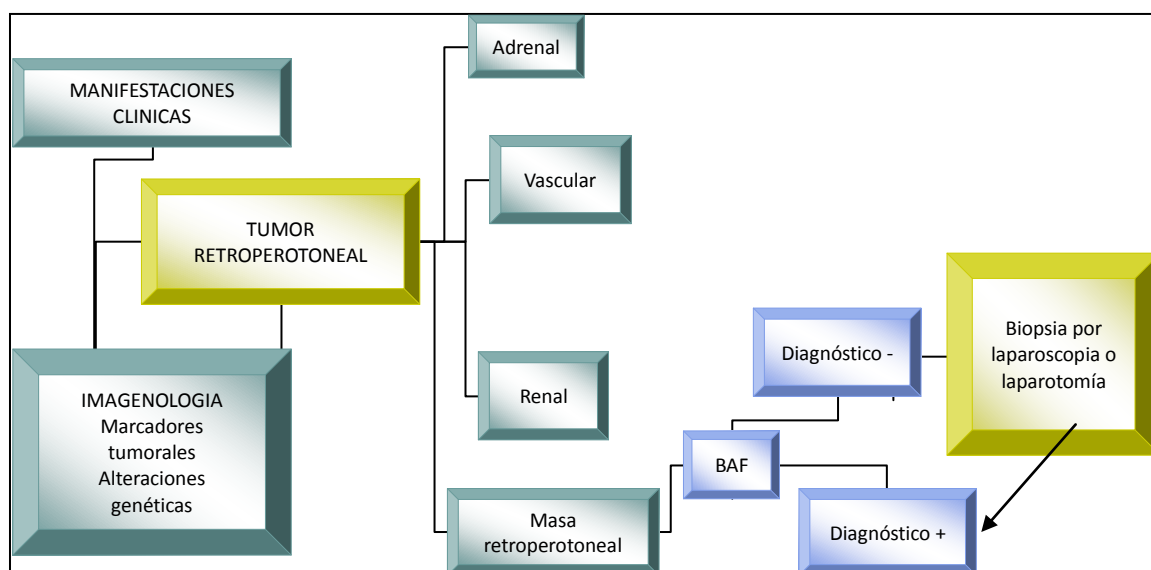 MANIFESTACIONES
CLINICAS
TUMOR
RETROPEROTONEAL
IMAGENOLOGIA
Marcadores
tumorales
Alteraciones
genéticas
Adrenal
Vascular
Renal
Masa
retroperotoneal
BAF
Diagnóstico -
Diagnóstico +
Biopsia por
laparoscopia o
laparotomía